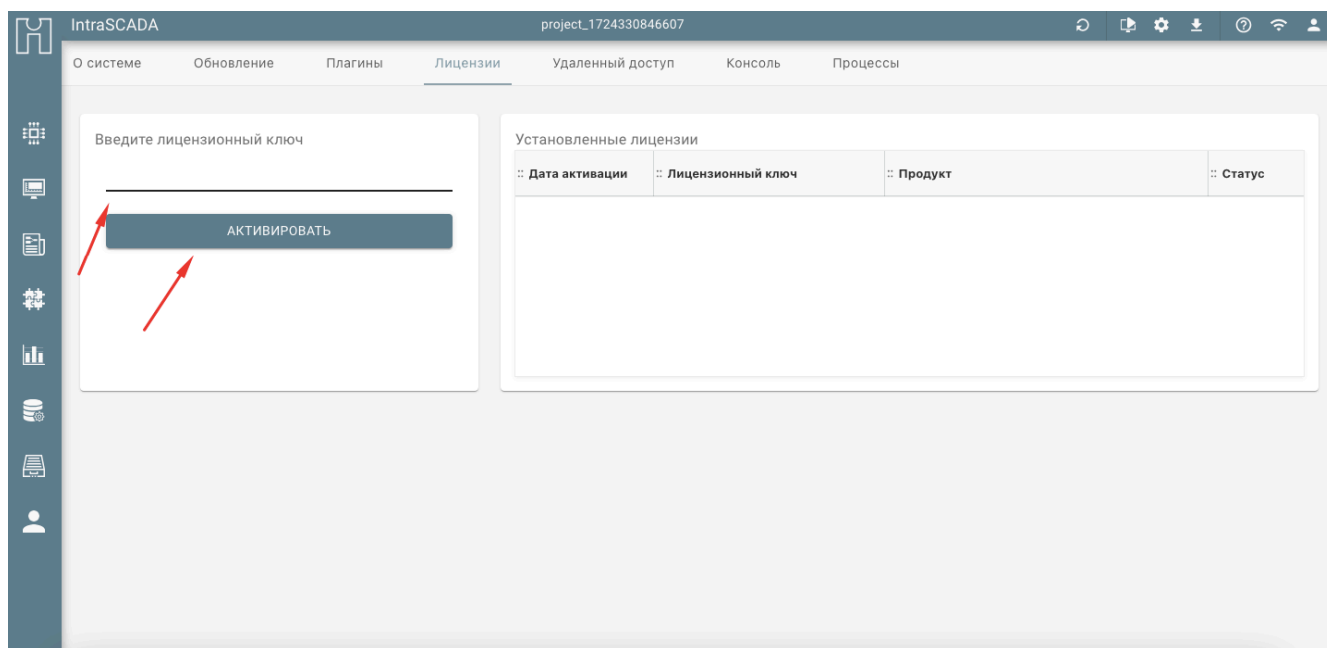 IntraSCADA
project_1724330846607
О системе Обновление Плагины Лицензии Удаленный доступ Консоль Процессы
Введите лицензионный ключ
АКТИВИРОВАТЬ
Установленные лицензии
:: Дата активации :: Лицензионный ключ :: Продукт :: Статус